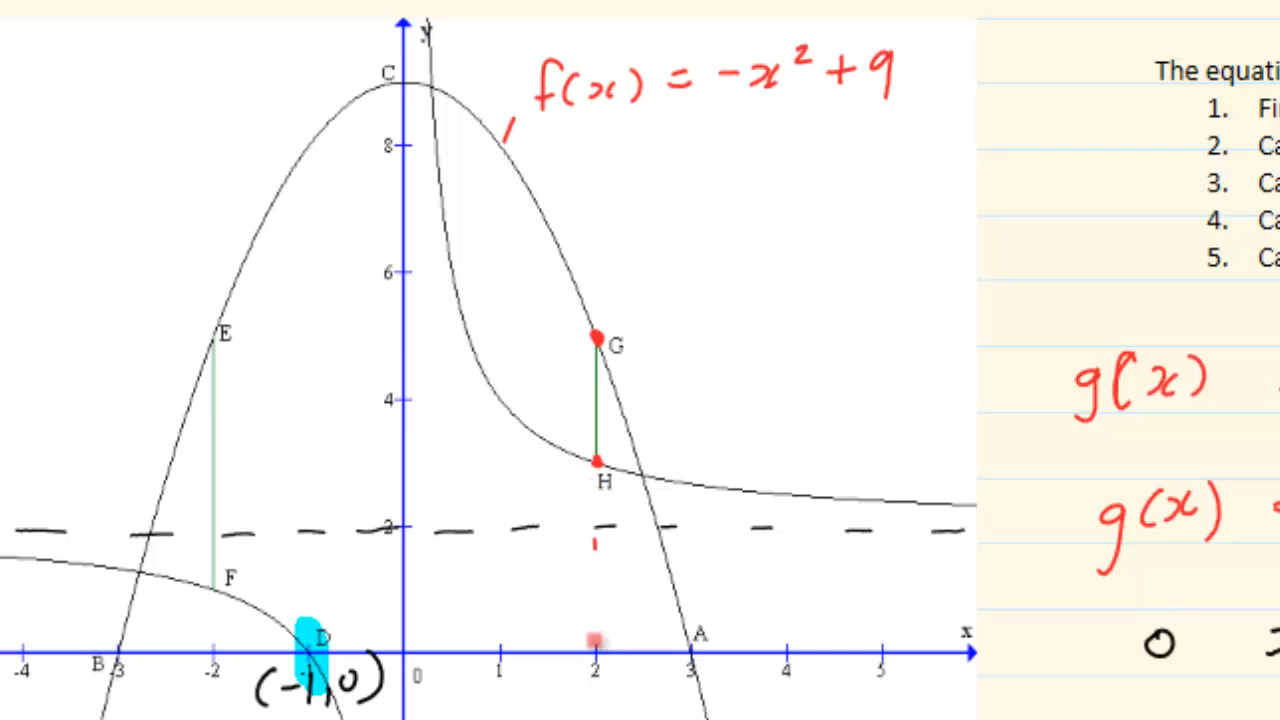 y
C
f(x) = -x² + 9
The equati
1. Fi
2. Ca
3. Ca
4. Ca
5. Ca
8
6
E
G
4
g(x)
H
g(x)
2
F
D
A
x
0
B
-4 -3 -2 -1 0 1 2 3 4 5
(-1, 0)